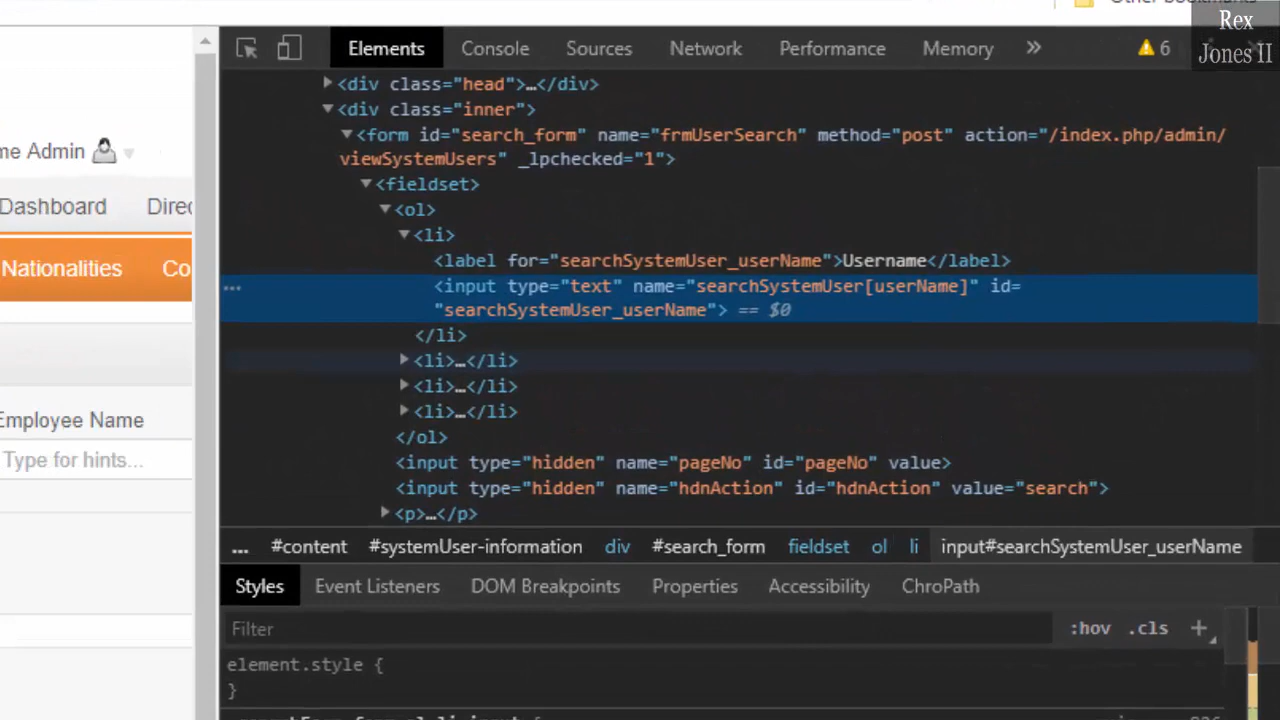 Rex
Jones II
Elements Console Sources Network Performance Memory » 6
<div class="head">…</div>
<div class="inner">
me Admin
<form id="search_form" name="frmUserSearch" method="post" action="/index.php/admin/
viewSystemUsers" _lpchecked="1">
<fieldset>
Dashboard Direc
<ol>
<li>
<label for="searchSystemUser_userName">Username</label>
Nationalities Co
<input type="text" name="searchSystemUser[userName]" id=
"searchSystemUser_userName"> == $0
</li>
<li>…</li>
<li>…</li>
<li>…</li>
Employee Name
</ol>
Type for hints...
<input type="hidden" name="pageNo" id="pageNo" value>
<input type="hidden" name="hdnAction" id="hdnAction" value="search">
<p>…</p>
... #content #systemUser-information div #search_form fieldset ol li input#searchSystemUser_userName
Styles Event Listeners DOM Breakpoints Properties Accessibility ChroPath
Filter :hov .cls +
element.style {
}